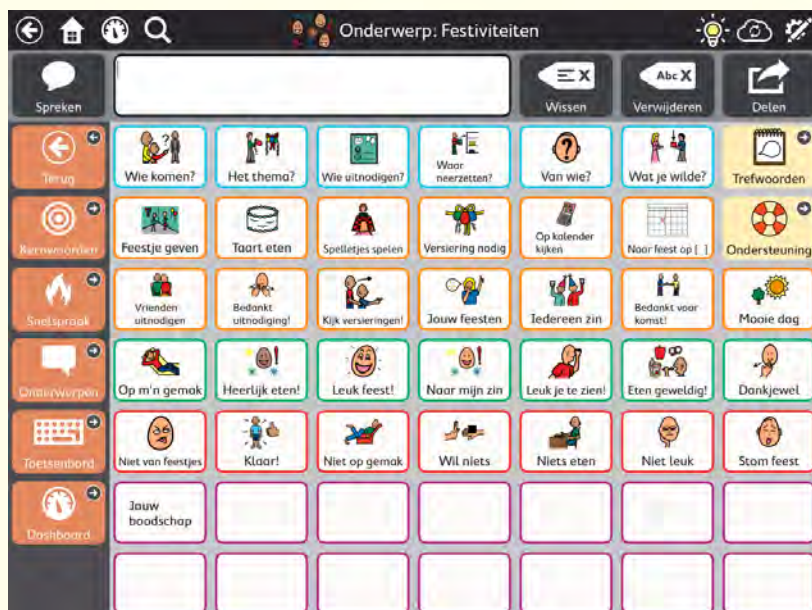 Onderwerp: Festiviteiten
Spreken
Wissen
Abc X
Verwijderen
Delen
Terug
Wie komen?
Het thema?
Wie uitnodigen?
Waar
neerzetten?
Van wie?
Wat je wilde?
Trefwoorden
Kernwoorden
Feestje geven
Taart eten
Spelletjes spelen
Versiering nodig
Op kalender
kijken
Naar feest op [ ]
Ondersteuning
Snelspraak
Vrienden
uitnodigen
Bedankt
uitnodiging!
Kijk versieringen!
Jouw feesten
Iedereen zin
Bedankt voor
komst!
Mooie dag
Onderwerpen
Op m'n gemak
Heerlijk eten!
Leuk feest!
Naar mijn zin
Leuk je te zien!
Eten geweldig!
Dankjewel
Toetsenbord
Niet van feestjes
Klaar!
Niet op gemak
Wil niets
Niets eten
Niet leuk
Stom feest
Dashboard
Jouw
boodschap